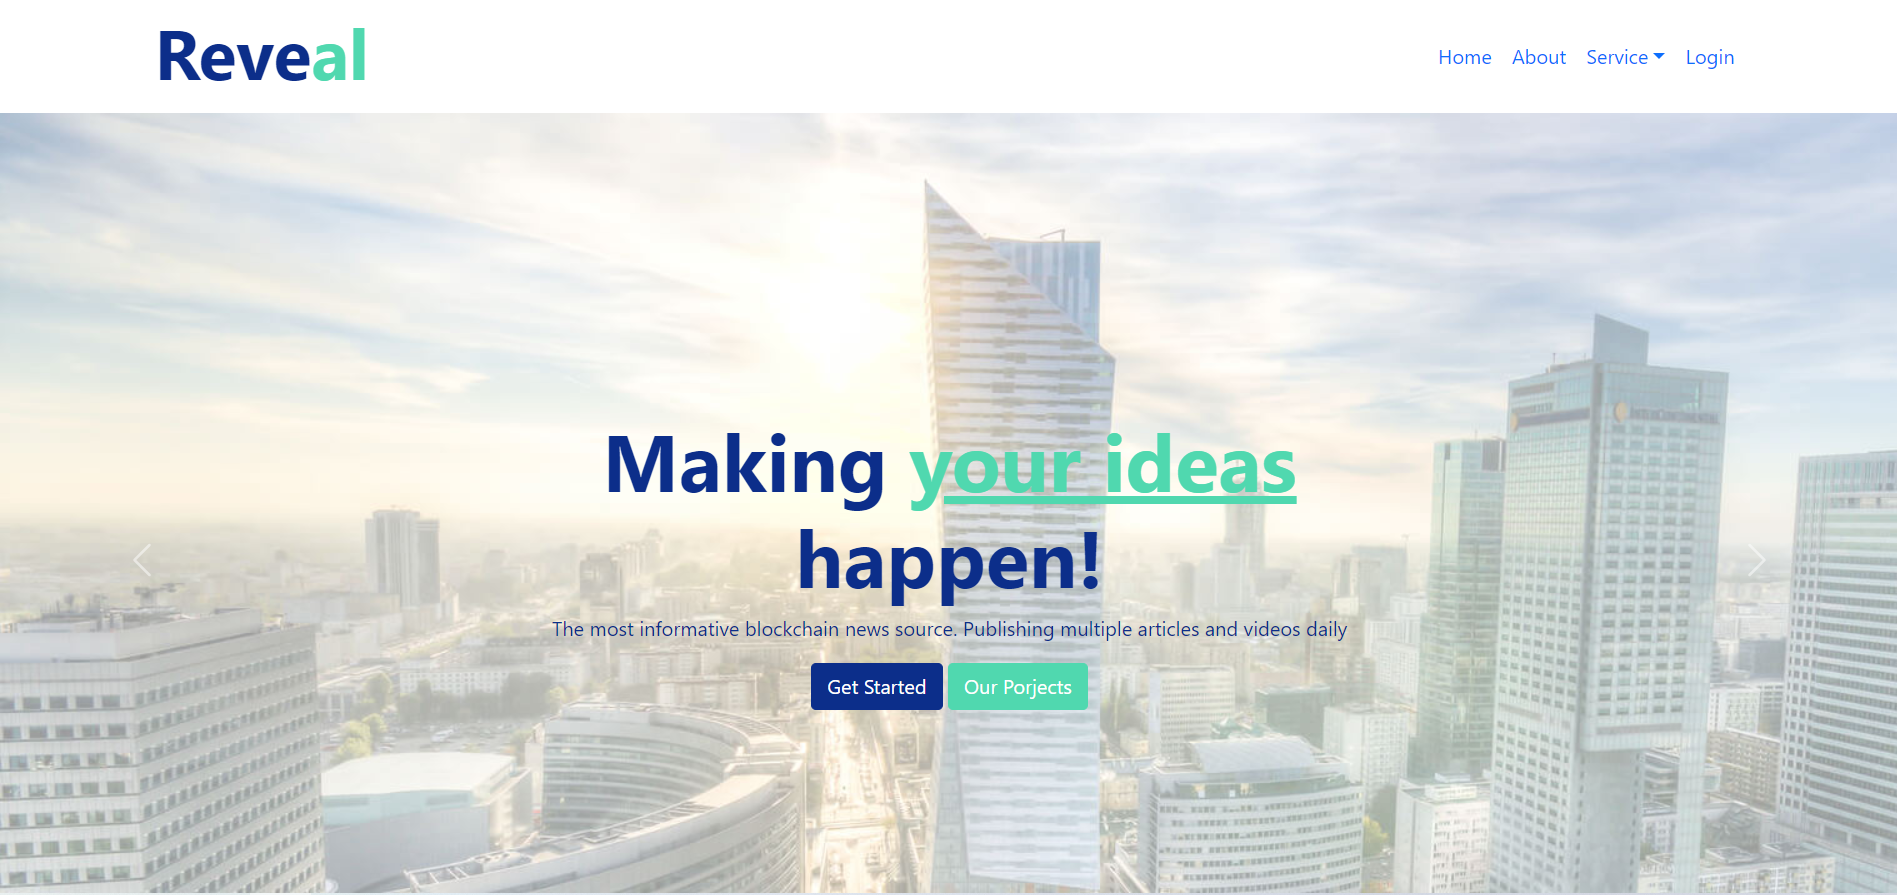 Reveal
Home About Service Login
Making your ideas
happen!
The most informative blockchain news source. Publishing multiple articles and videos daily
Get Started Our Porjects